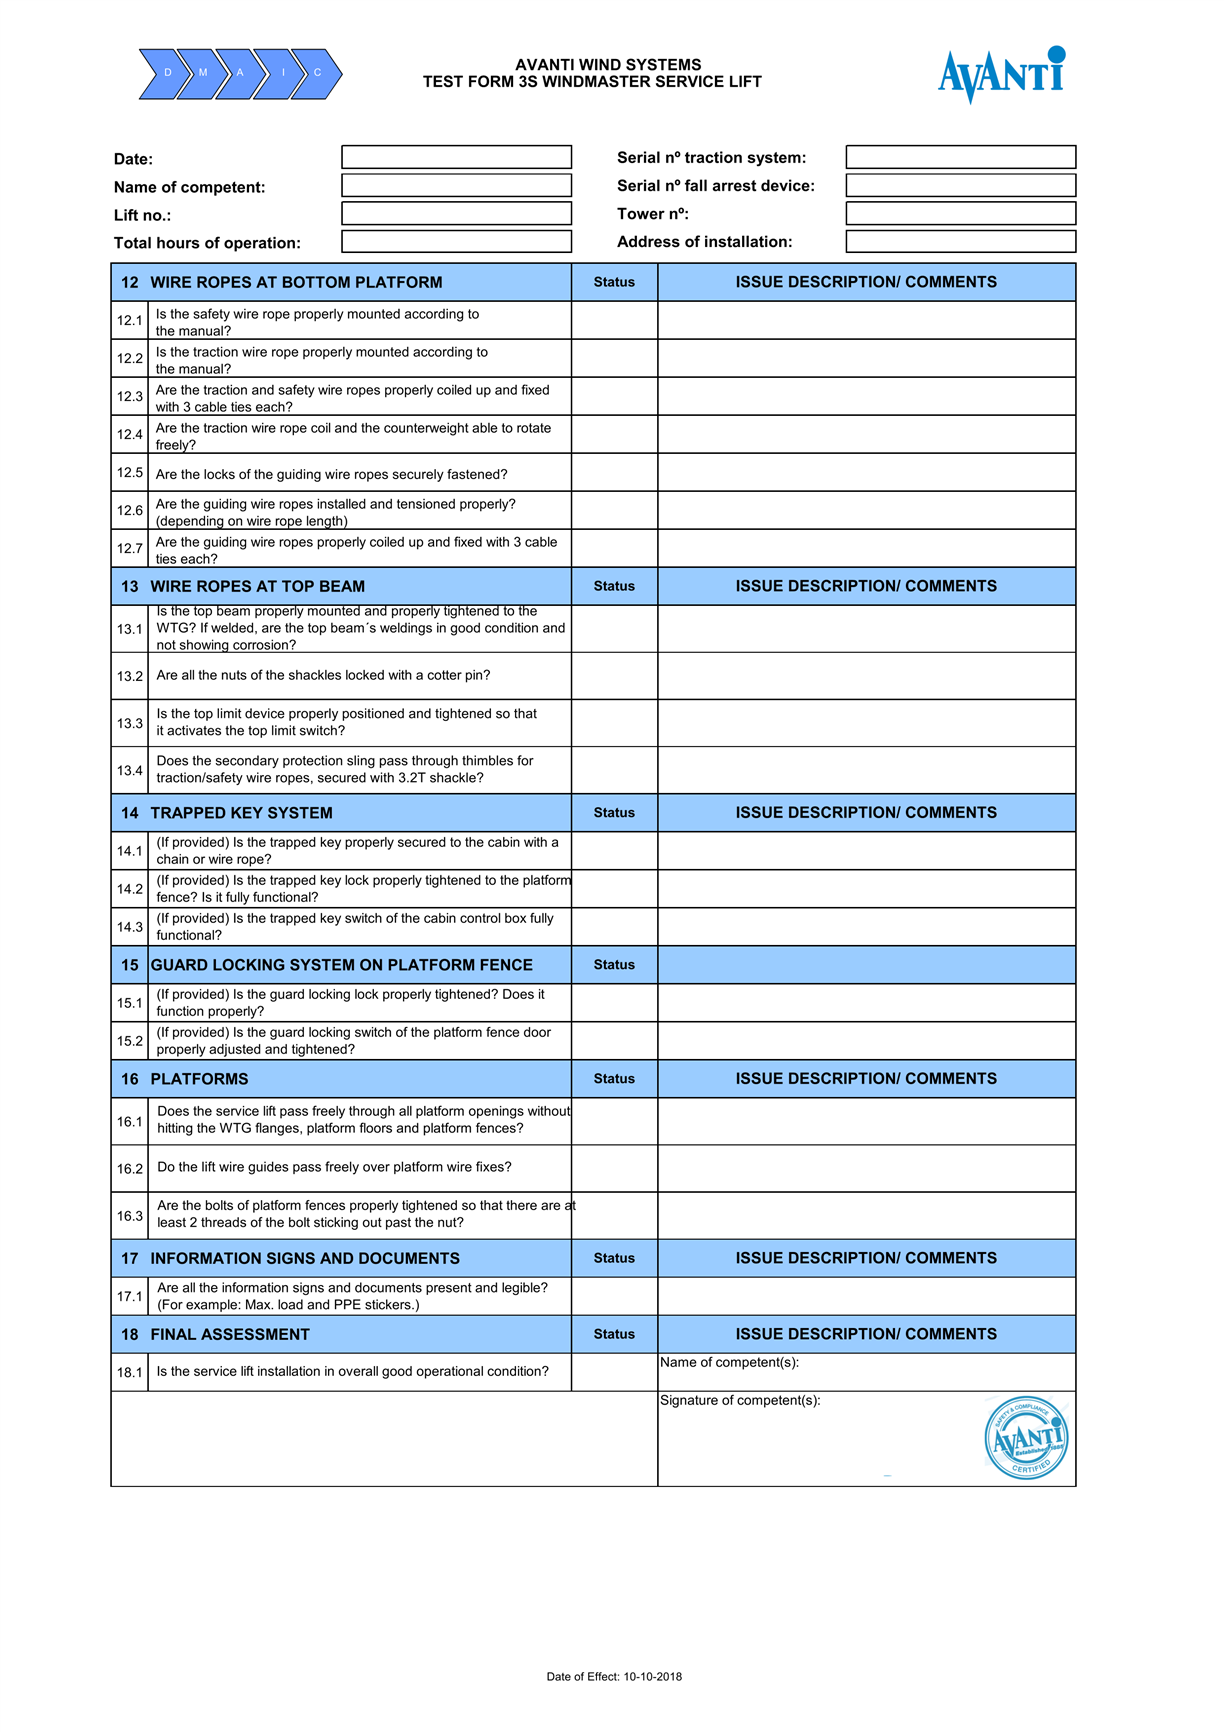 D M A I C
AVANTI WIND SYSTEMS
TEST FORM 3S WINDMASTER SERVICE LIFT
AVANTI
Date:
Name of competent:
Lift no.:
Total hours of operation:
Serial nº traction system:
Serial nº fall arrest device:
Tower nº:
Address of installation:
12 WIRE ROPES AT BOTTOM PLATFORM Status ISSUE DESCRIPTION/ COMMENTS
12.1 Is the safety wire rope properly mounted according to
the manual?
12.2 Is the traction wire rope properly mounted according to
the manual?
12.3 Are the traction and safety wire ropes properly coiled up and fixed
with 3 cable ties each?
12.4 Are the traction wire rope coil and the counterweight able to rotate
freely?
12.5 Are the locks of the guiding wire ropes securely fastened?
12.6 Are the guiding wire ropes installed and tensioned properly?
(depending on wire rope length)
12.7 Are the guiding wire ropes properly coiled up and fixed with 3 cable
ties each?
13 WIRE ROPES AT TOP BEAM Status ISSUE DESCRIPTION/ COMMENTS
13.1 Is the top beam properly mounted and properly tightened to the
WTG? If welded, are the top beam´s weldings in good condition and
not showing corrosion?
13.2 Are all the nuts of the shackles locked with a cotter pin?
13.3 Is the top limit device properly positioned and tightened so that
it activates the top limit switch?
13.4 Does the secondary protection sling pass through thimbles for
traction/safety wire ropes, secured with 3.2T shackle?
14 TRAPPED KEY SYSTEM Status ISSUE DESCRIPTION/ COMMENTS
14.1 (If provided) Is the trapped key properly secured to the cabin with a
chain or wire rope?
14.2 (If provided) Is the trapped key lock properly tightened to the platform
fence? Is it fully functional?
14.3 (If provided) Is the trapped key switch of the cabin control box fully
functional?
15 GUARD LOCKING SYSTEM ON PLATFORM FENCE Status
15.1 (If provided) Is the guard locking lock properly tightened? Does it
function properly?
15.2 (If provided) Is the guard locking switch of the platform fence door
properly adjusted and tightened?
16 PLATFORMS Status ISSUE DESCRIPTION/ COMMENTS
16.1 Does the service lift pass freely through all platform openings without
hitting the WTG flanges, platform floors and platform fences?
16.2 Do the lift wire guides pass freely over platform wire fixes?
16.3 Are the bolts of platform fences properly tightened so that there are at
least 2 threads of the bolt sticking out past the nut?
17 INFORMATION SIGNS AND DOCUMENTS Status ISSUE DESCRIPTION/ COMMENTS
17.1 Are all the information signs and documents present and legible?
(For example: Max. load and PPE stickers.)
18 FINAL ASSESSMENT Status ISSUE DESCRIPTION/ COMMENTS
18.1 Is the service lift installation in overall good operational condition?
Name of competent(s):
Signature of competent(s):
SAFETY & COMPLIANCE
AVANTI
CERTIFIED
Date of Effect: 10-10-2018